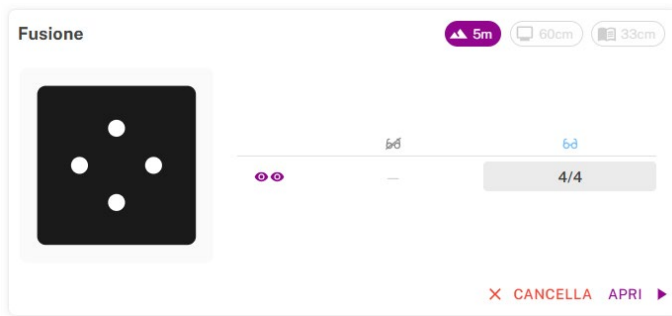 Fusione
5m
60cm
33cm
—
4/4
CANCELLA
APRI